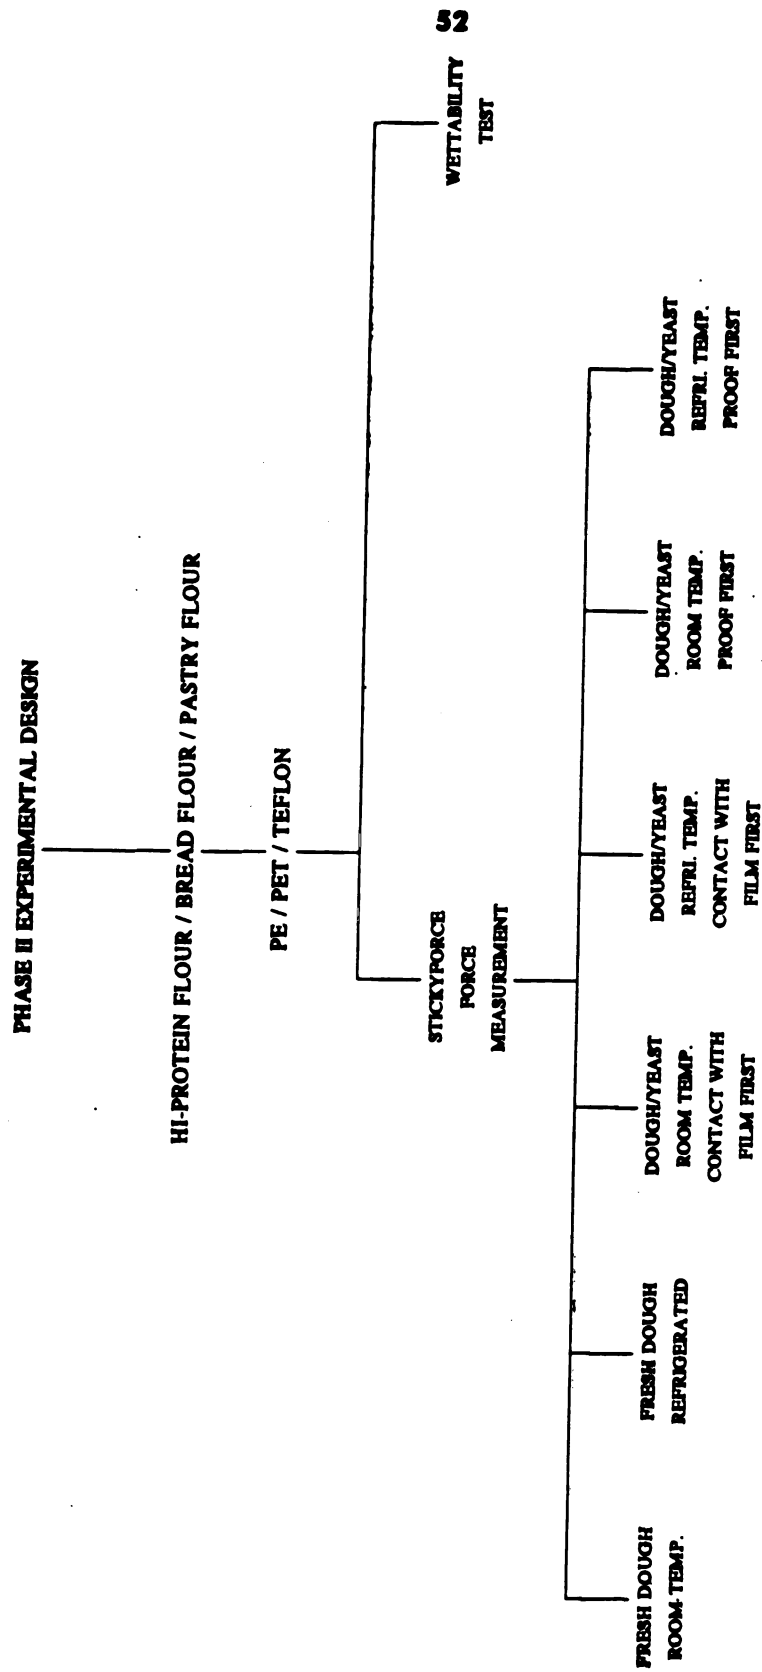 52
PHASE II EXPERIMENTAL DESIGN
HI-PROTEIN FLOUR / BREAD FLOUR / PASTRY FLOUR
PE / PET / TEFLON
STICKYFORCE
FORCE
MEASUREMENT
WETTABILITY
TEST
FRESH DOUGH
ROOM-TEMP.
FRESH DOUGH
REFRIGERATED
DOUGH/YEAST
ROOM TEMP.
CONTACT WITH
FILM FIRST
DOUGH/YEAST
REFRI. TEMP.
CONTACT WITH
FILM FIRST
DOUGH/YEAST
ROOM TEMP.
PROOF FIRST
DOUGH/YEAST
REFRI. TEMP.
PROOF FIRST